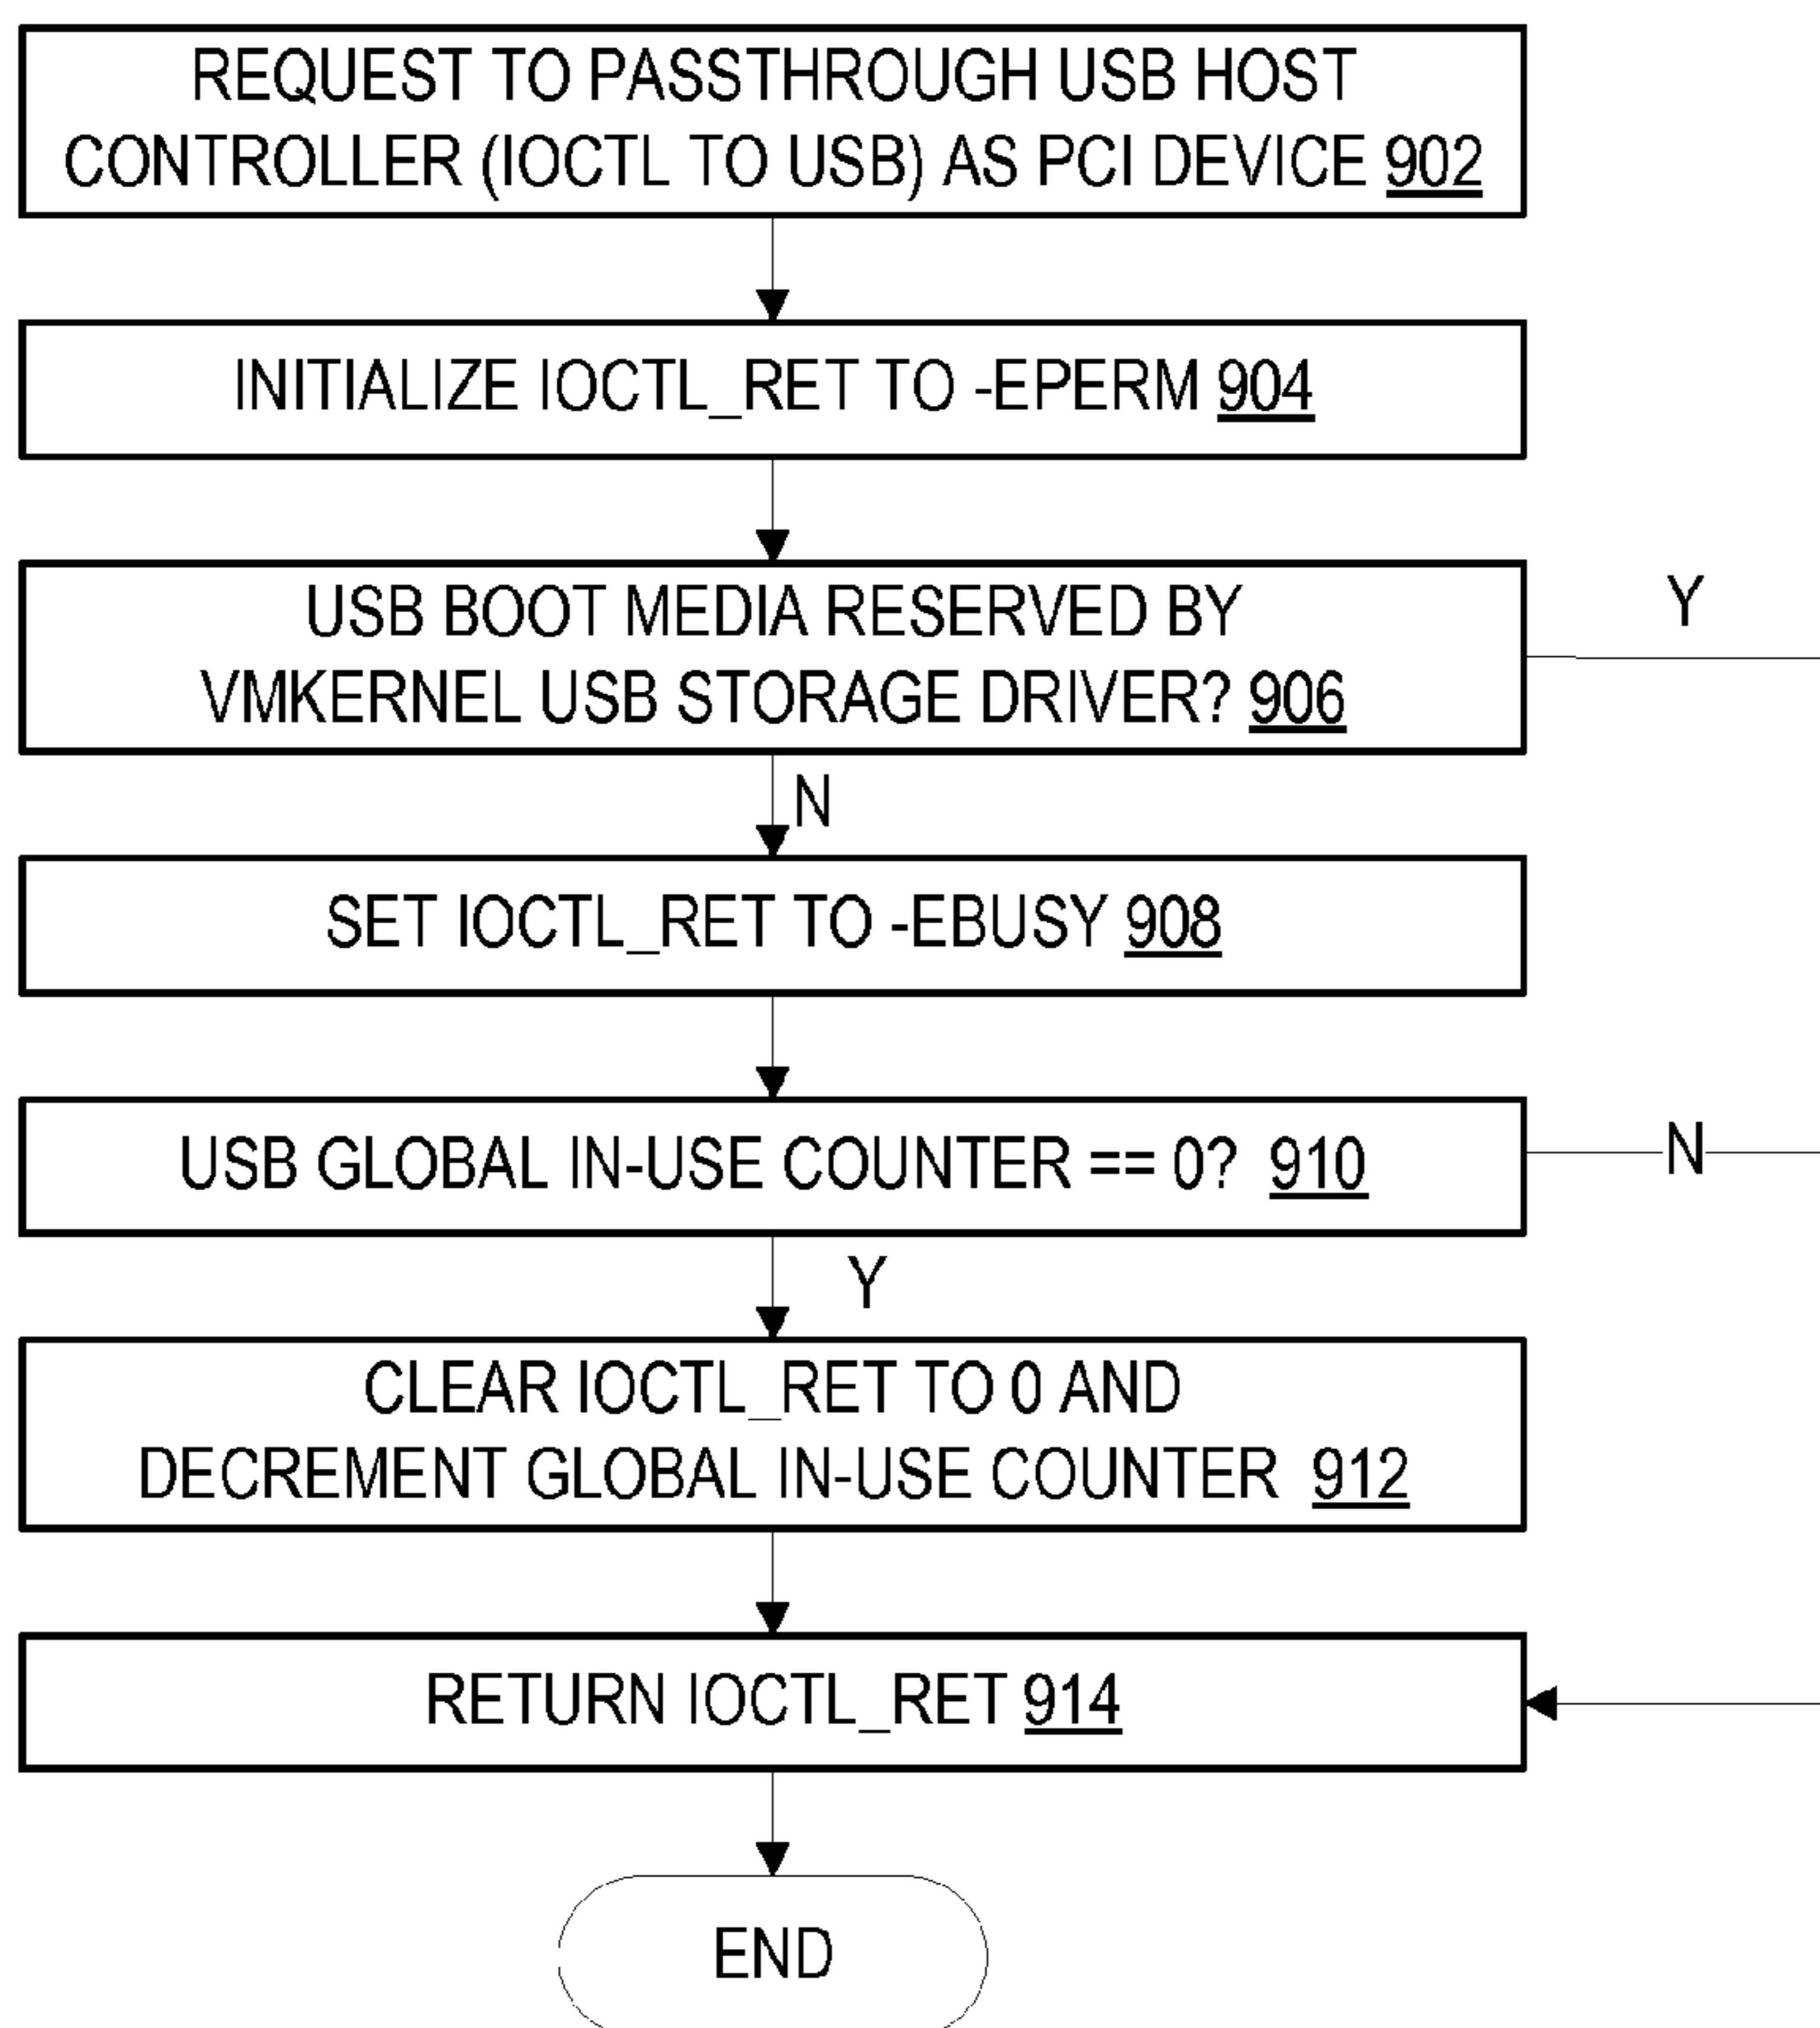 REQUEST TO PASSTHROUGH USB HOST
CONTROLLER (IOCTL TO USB) AS PCI DEVICE 902
INITIALIZE IOCTL_RET TO -EPERM 904
USB BOOT MEDIA RESERVED BY
VMKERNEL USB STORAGE DRIVER? 906
Y
N
SET IOCTL_RET TO -EBUSY 908
USB GLOBAL IN-USE COUNTER == 0? 910
N
Y
CLEAR IOCTL_RET TO 0 AND
DECREMENT GLOBAL IN-USE COUNTER 912
RETURN IOCTL_RET 914
END